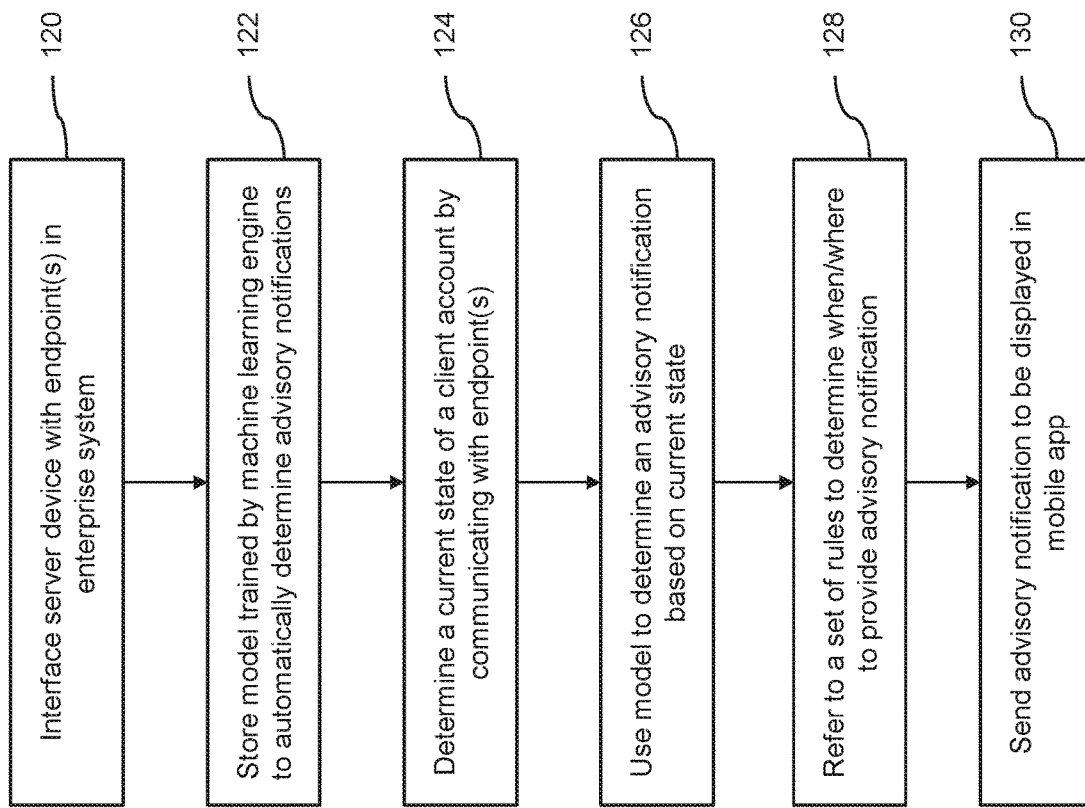 Interface server device with endpoint(s) in
enterprise system
120
Store model trained by machine learning engine
to automatically determine advisory notifications
122
Determine a current state of a client account by
communicating with endpoint(s)
124
Use model to determine an advisory notification
based on current state
126
Refer to a set of rules to determine when/where
to provide advisory notification
128
Send advisory notification to be displayed in
mobile app
130